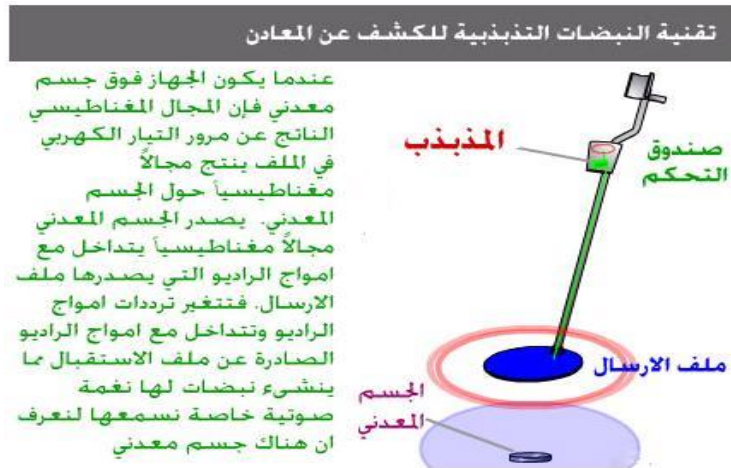 تقنية النبضات التذبذبية للكشف عن المعادن
عندما يكون الجهاز فوق جسم
معدني فإن المجال المغناطيسي
الناتج عن مرور التيار الكهربي
في الملف ينتج مجالاً
مغناطيسياً حول الجسم
المعدني. يصدر الجسم المعدني
مجالاً مغناطيسياً يتداخل مع
امواج الراديو التي يصدرها ملف
الارسال. فتتغير ترددات امواج
الراديو وتتداخل مع امواج الراديو
الصادرة عن ملف الاستقبال مما
ينشىء نبضات لها نغمة
صوتية خاصة نسمعها لنعرف
ان هناك جسم معدني
المذبذب
صندوق
التحكم
ملف الارسال
الجسم
المعدني